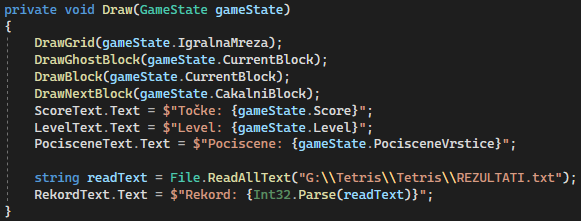 private void Draw(GameState gameState)
{
    DrawGrid(gameState.IgralnaMreza);
    DrawGhostBlock(gameState.CurrentBlock);
    DrawBlock(gameState.CurrentBlock);
    DrawNextBlock(gameState.CakalniBlock);
    ScoreText.Text = $"Točke: {gameState.Score}";
    LevelText.Text = $"Level: {gameState.Level}";
    PocisceneText.Text = $"Pociscene: {gameState.PocisceneVrstice}";

    string readText = File.ReadAllText("G:\\Tetris\\Tetris\\REZULTATI.txt");
    RekordText.Text = $"Rekord: {Int32.Parse(readText)}";
}